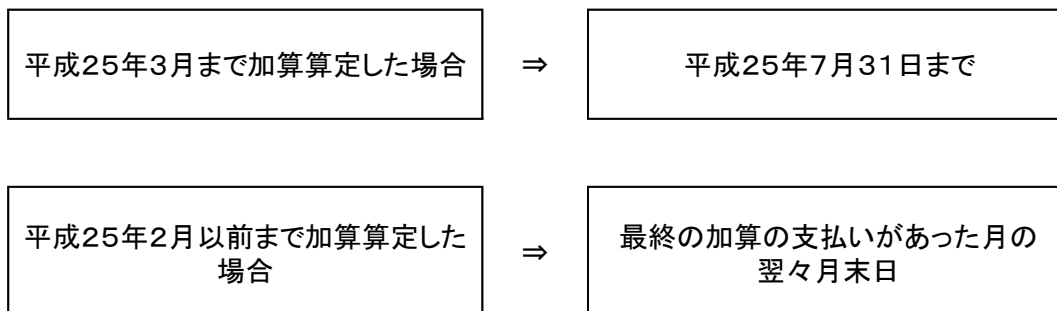 平成25年3月まで加算算定した場合 ⇒ 平成25年7月31日まで
平成25年2月以前まで加算算定した
場合
⇒
最終の加算の支払いがあった月の
翌々月末日